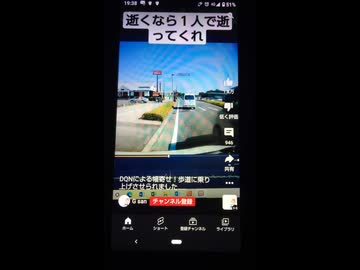 19:38
81%
逝くなら1人で逝
ってくれ
低く評価
946
共有
DQNによる幅寄せ!歩道に乗り
上げさせられました
G san
チャンネル登録
ホーム
ショート
登録チャンネル
ライブラリ